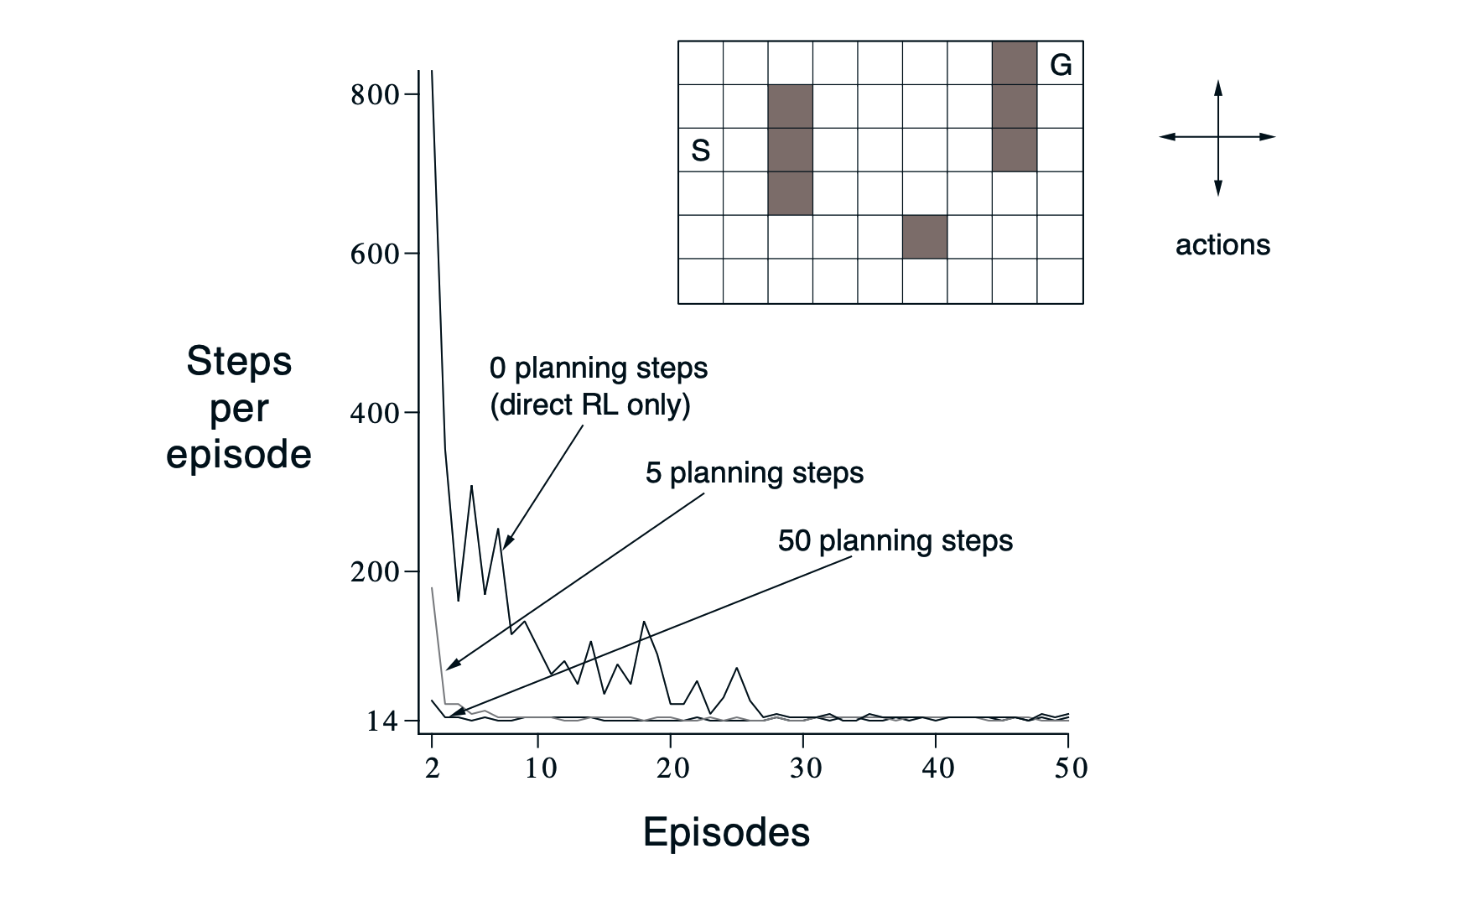 G
S
actions
800
600
400
200
14
Steps
per
episode
0 planning steps
(direct RL only)
5 planning steps
50 planning steps
2 10 20 30 40 50
Episodes